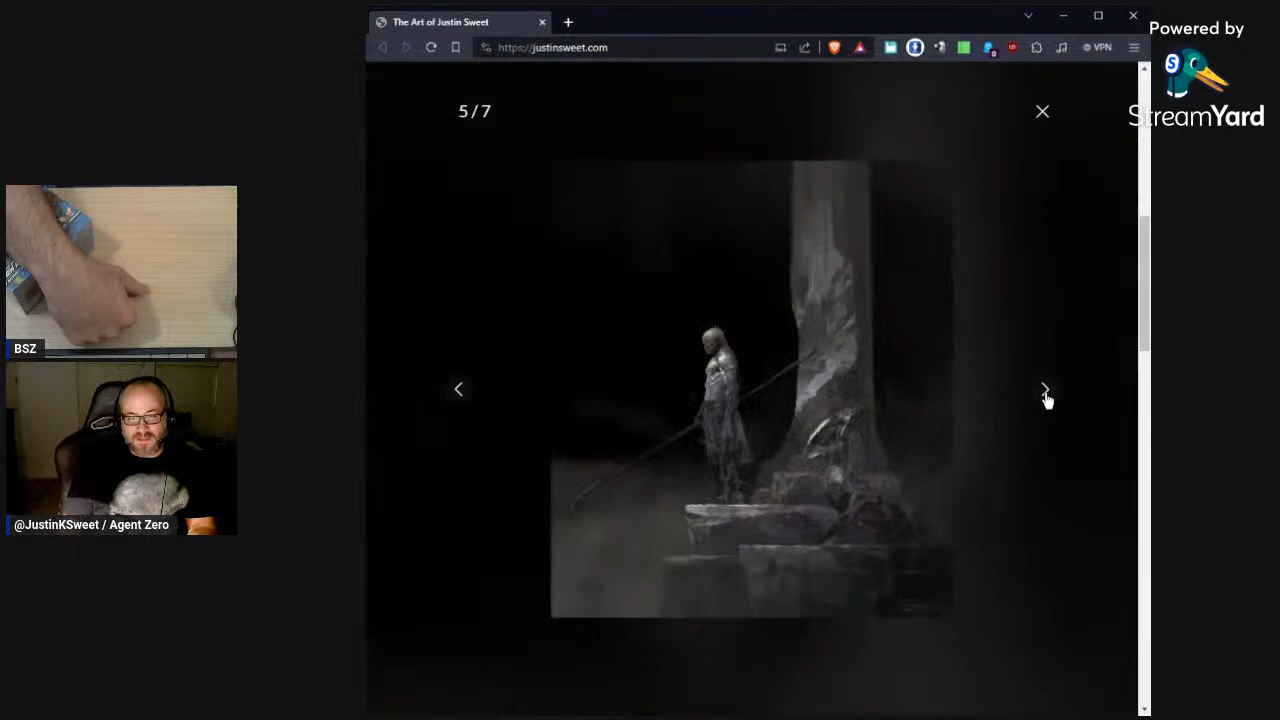 The Art of Justin Sweet
https://justinsweet.com
VPN
Powered by
StreamYard
5 / 7
BSZ
@JustinKSweet / Agent Zero